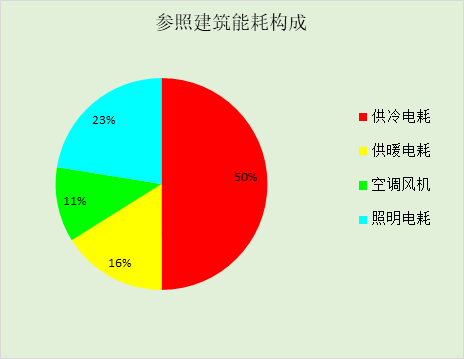 参照建筑能耗构成
23%
50%
11%
16%
供冷电耗
供暖电耗
空调风机
照明电耗